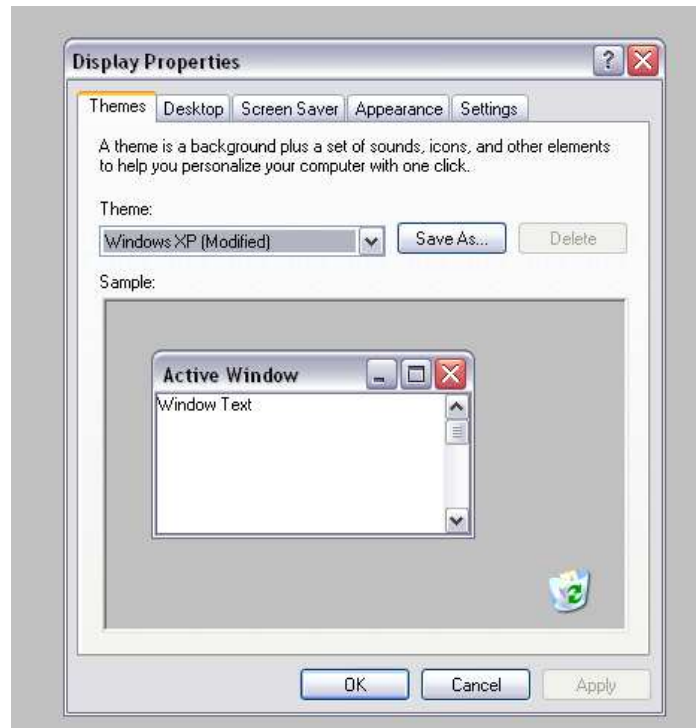 Display Properties
Themes Desktop Screen Saver Appearance Settings
A theme is a background plus a set of sounds, icons, and other elements
to help you personalize your computer with one click.
Theme:
Windows XP (Modified) Save As... Delete
Sample:
Active Window
Window Text
OK Cancel Apply